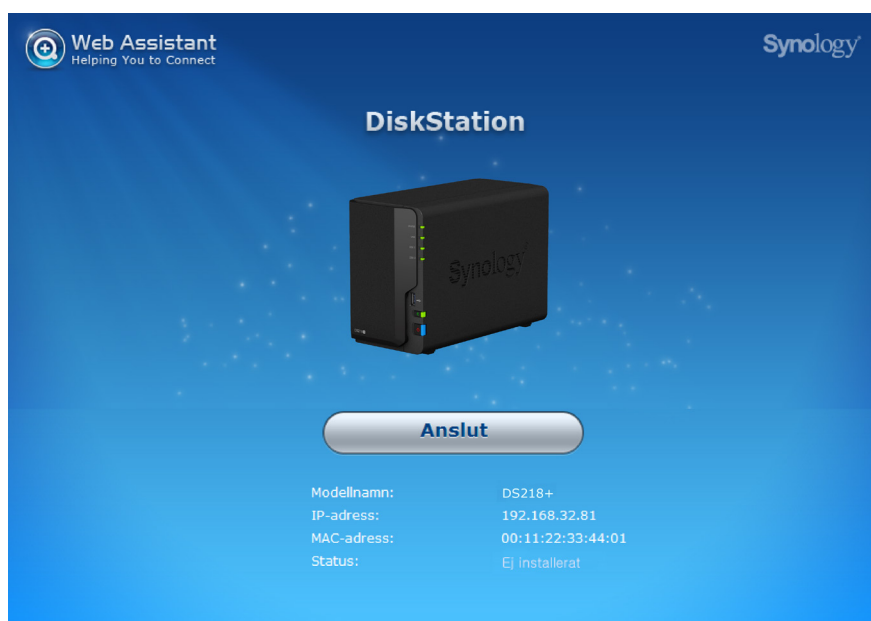 Web Assistant
Helping You to Connect
Synology
DiskStation
Synology
Anslut
Modellnamn: DS218+
IP-adress: 192.168.32.81
MAC-adress: 00:11:22:33:44:01
Status: Ej installerat